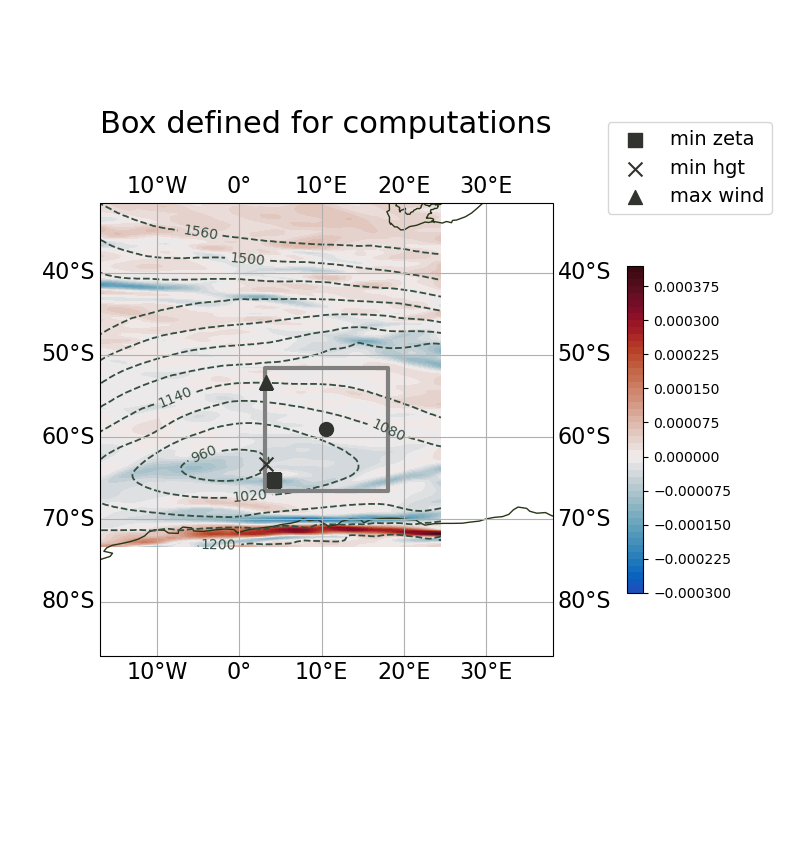 Box defined for computations
min zeta
min hgt
max wind
10°W 0° 10°E 20°E 30°E
1560
1500
40°S 40°S
50°S 50°S
1140
1080
60°S 60°S
960
1020
70°S 70°S
1200
80°S 80°S
10°W 0° 10°E 20°E 30°E
0.000375
0.000300
0.000225
0.000150
0.000075
0.000000
−0.000075
−0.000150
−0.000225
−0.000300